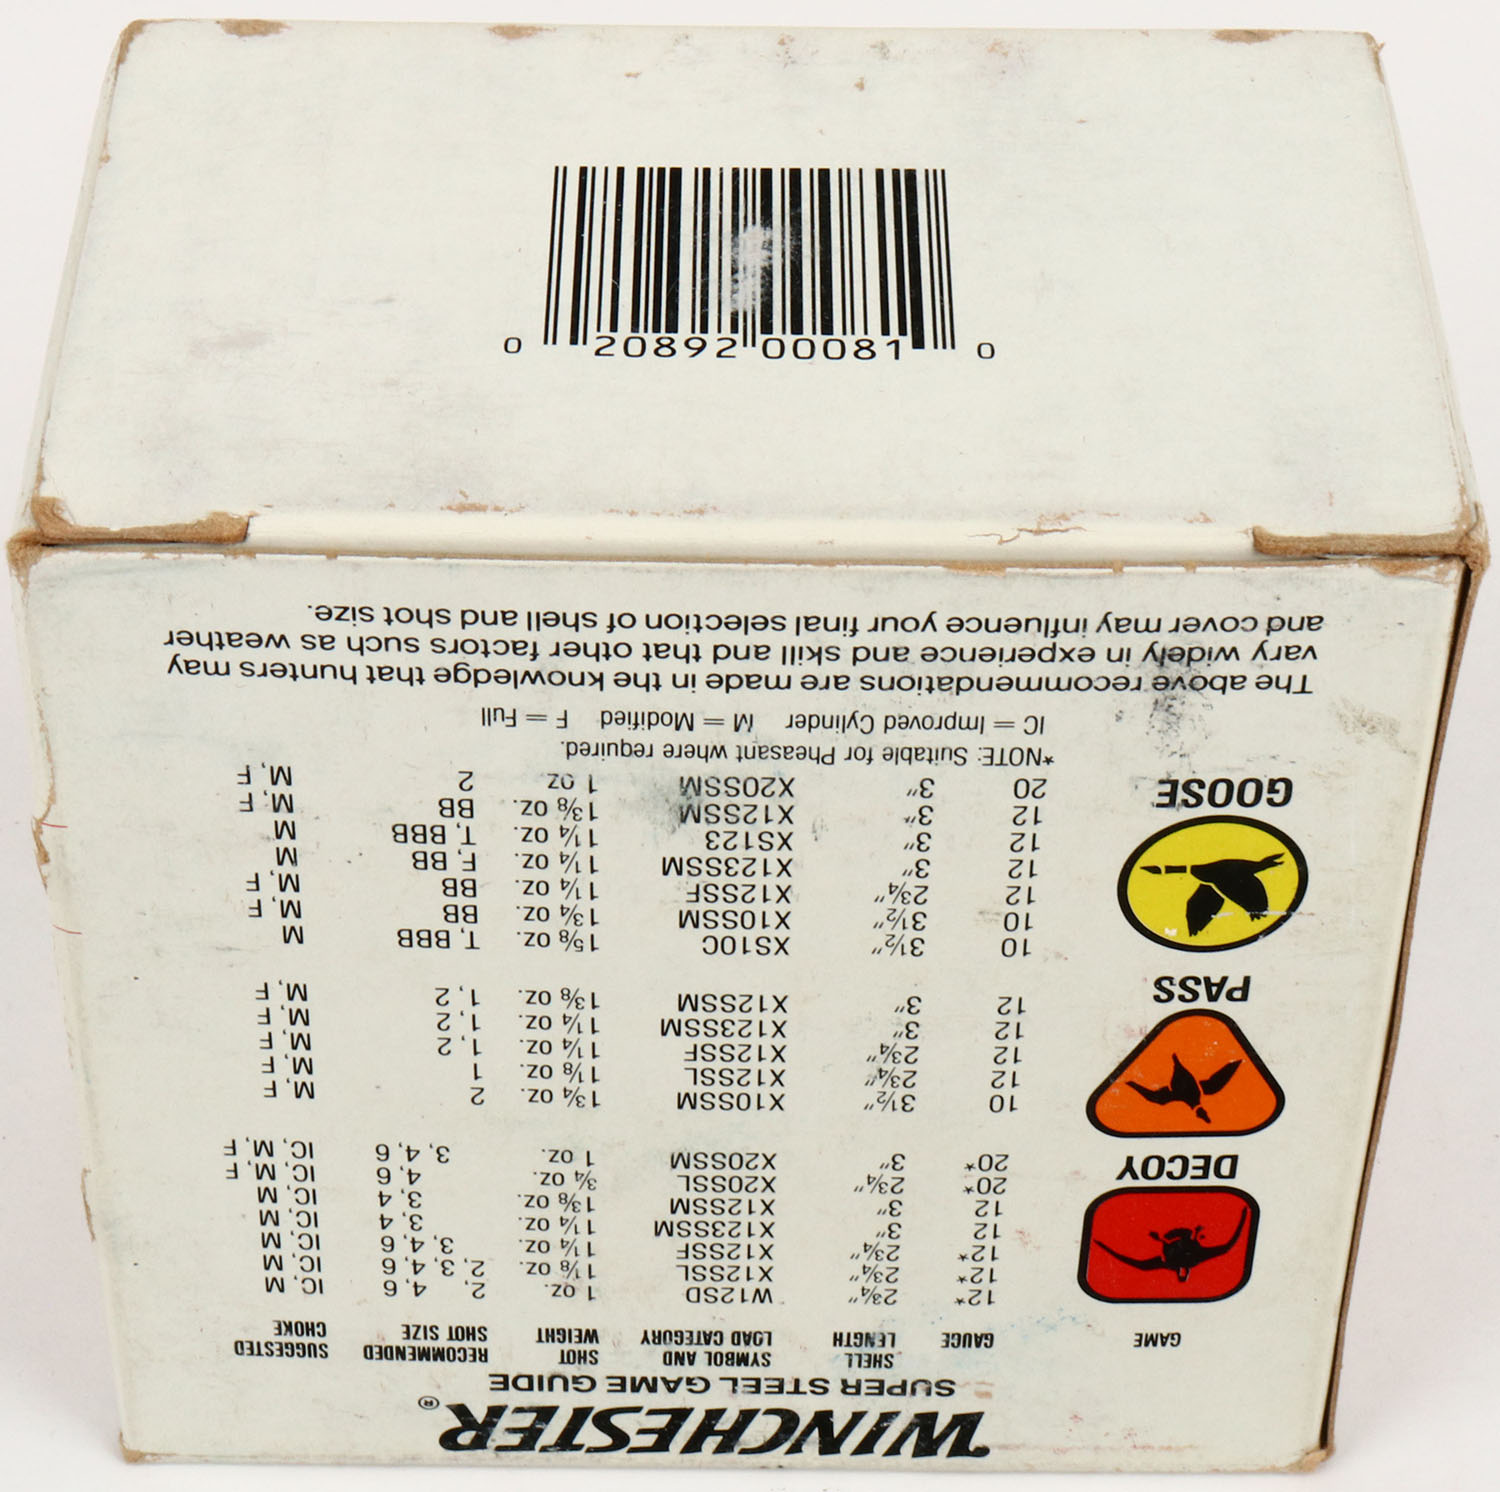 0 20892 00081 0
WINCHESTER®
SUPER STEEL GAME GUIDE
GAME GAUGE SHELL LENGTH SYMBOL AND LOAD CATEGORY SHOT WEIGHT RECOMMENDED SHOT SIZE SUGGESTED CHOKE
DECOY
12* 2¾" W12SD 1 oz. 2, 4, 6 IC, M
12* 2¾" X12SSL 1⅛ oz. 2, 3, 4, 6 IC, M
12* 2¾" X12SSF 1¼ oz. 3, 4, 6 IC, M
12 3" X123SSM 1¼ oz. 3, 4 IC, M
12 3" X12SSM 1⅜ oz. 3, 4 IC, M
20* 2¾" X20SSL ¾ oz. 4, 6 IC, M, F
20* 3" X20SSM 1 oz. 3, 4, 6 IC, M, F
PASS
10 3½" X10SSM 1¾ oz. 2 M, F
12 2¾" X12SSL 1⅛ oz. 1 M, F
12 2¾" X12SSF 1¼ oz. 1, 2 M, F
12 3" X123SSM 1¼ oz. 1, 2 M, F
12 3" X12SSM 1⅜ oz. 1, 2 M, F
GOOSE
10 3½" XS10C 1⅝ oz. T, BBB M
10 3½" X10SSM 1¾ oz. BB M, F
12 2¾" X12SSF 1¼ oz. BB M, F
12 3" X123SSM 1¼ oz. F, BB M
12 3" XS123 1¼ oz. T, BBB M
12 3" X12SSM 1⅜ oz. BB M, F
20 3" X20SSM 1 oz 2 M, F
*NOTE: Suitable for Pheasant where required.
IC = Improved Cylinder M = Modified F = Full
The above recommendations are made in the knowledge that hunters may
vary widely in experience and skill and that other factors such as weather
and cover may influence your final selection of shell and shot size.